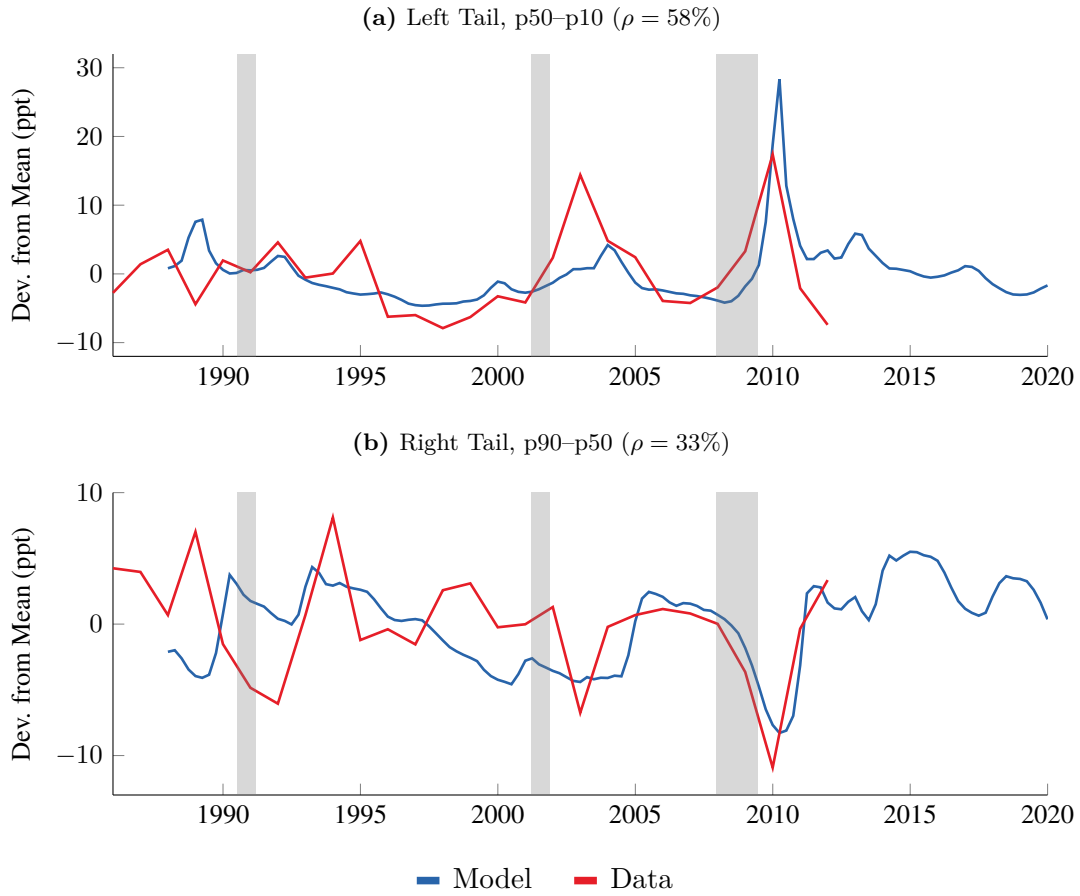 (a) Left Tail, p50–p10 (ρ = 58%)
Dev. from Mean (ppt)
30
20
10
0
−10
1990 1995 2000 2005 2010 2015 2020
(b) Right Tail, p90–p50 (ρ = 33%)
Dev. from Mean (ppt)
10
0
−10
1990 1995 2000 2005 2010 2015 2020
Model Data